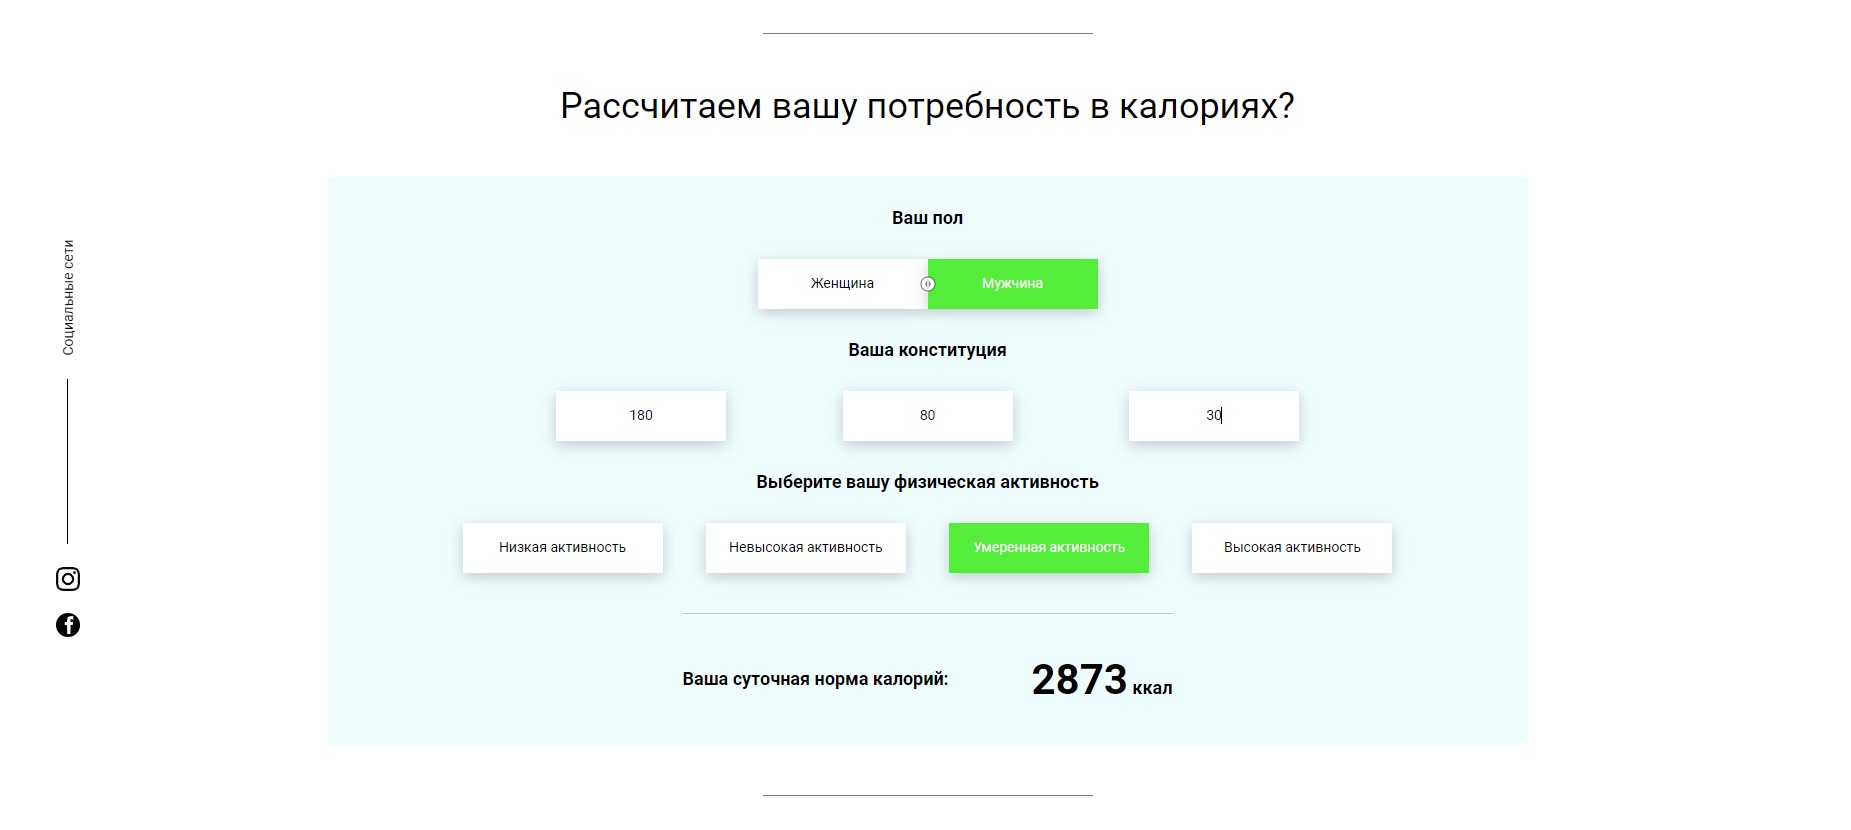 Рассчитаем вашу потребность в калориях?
Социальные сети
Ваш пол
Женщина Мужчина
Ваша конституция
180 80 30
Выберите вашу физическая активность
Низкая активность Невысокая активность Умеренная активность Высокая активность
Ваша суточная норма калорий: 2873 ккал